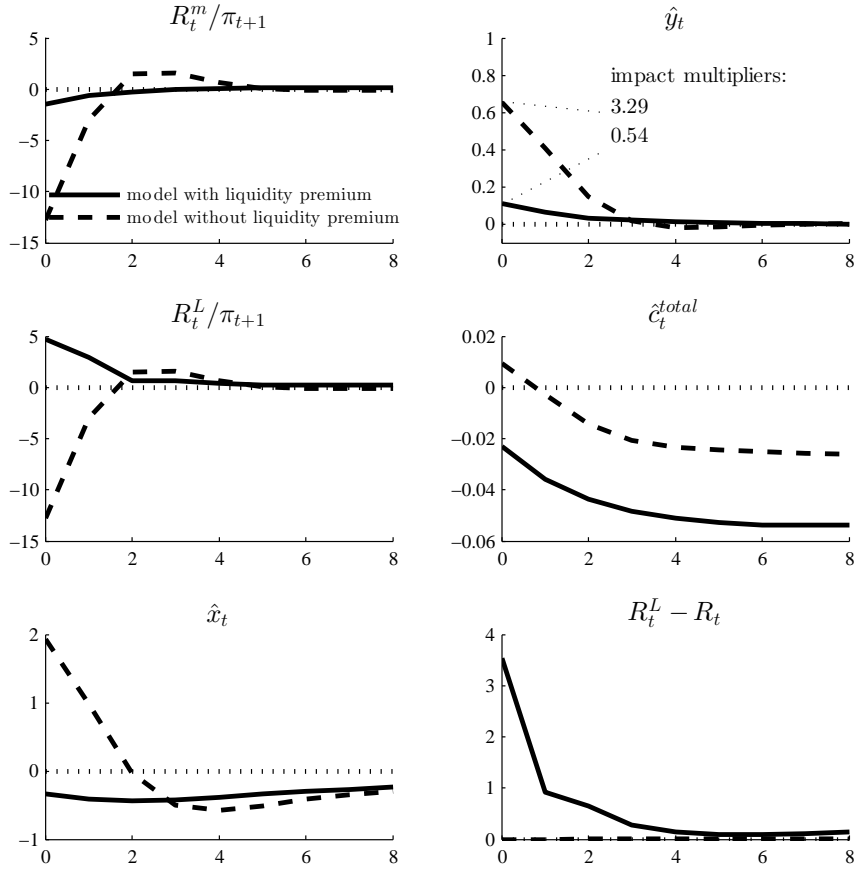 R_t^m/π_{t+1}
5
0
−5
−10
−15
0 2 4 6 8
model with liquidity premium
model without liquidity premium
ŷ_t
1
0.8
0.6
0.4
0.2
0
0 2 4 6 8
impact multipliers:
3.29
0.54
R_t^L/π_{t+1}
5
0
−5
−10
−15
0 2 4 6 8
ĉ_t^{total}
0.02
0
−0.02
−0.04
−0.06
0 2 4 6 8
x̂_t
2
1
0
−1
0 2 4 6 8
R_t^L − R_t
4
3
2
1
0
0 2 4 6 8